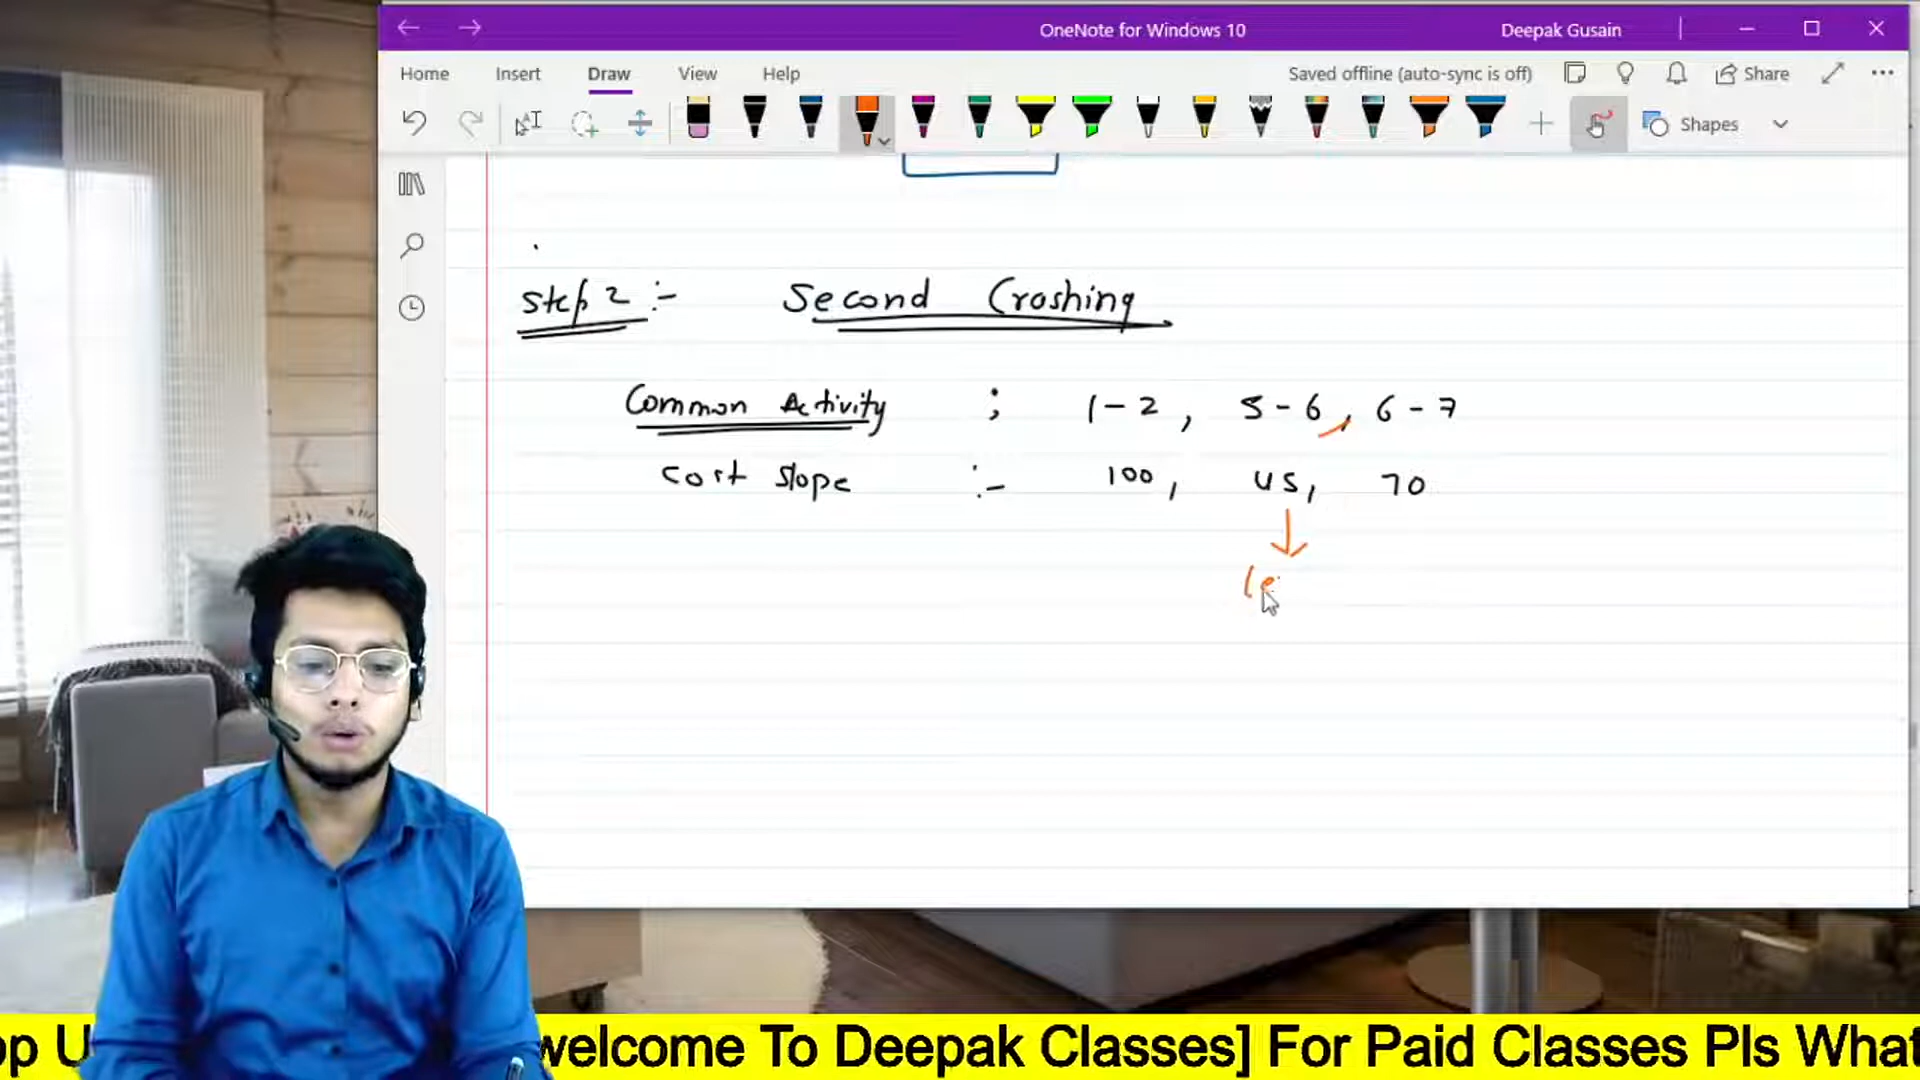 OneNote for Windows 10
Deepak Gusain
Home Insert Draw View Help
Saved offline (auto-sync is off)
Share
Shapes
Step 2 :- Second Crashing
Common Activity ; 1-2, 5-6, 6-7
Cost Slope :- 100, 45, 70
(e
op U
welcome To Deepak Classes] For Paid Classes Pls What